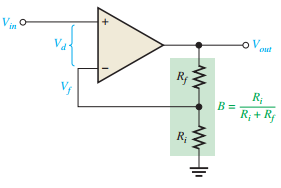 V_in
+
V_d
−
V_out
V_f
R_f
B = R_i / (R_i + R_f)
R_i